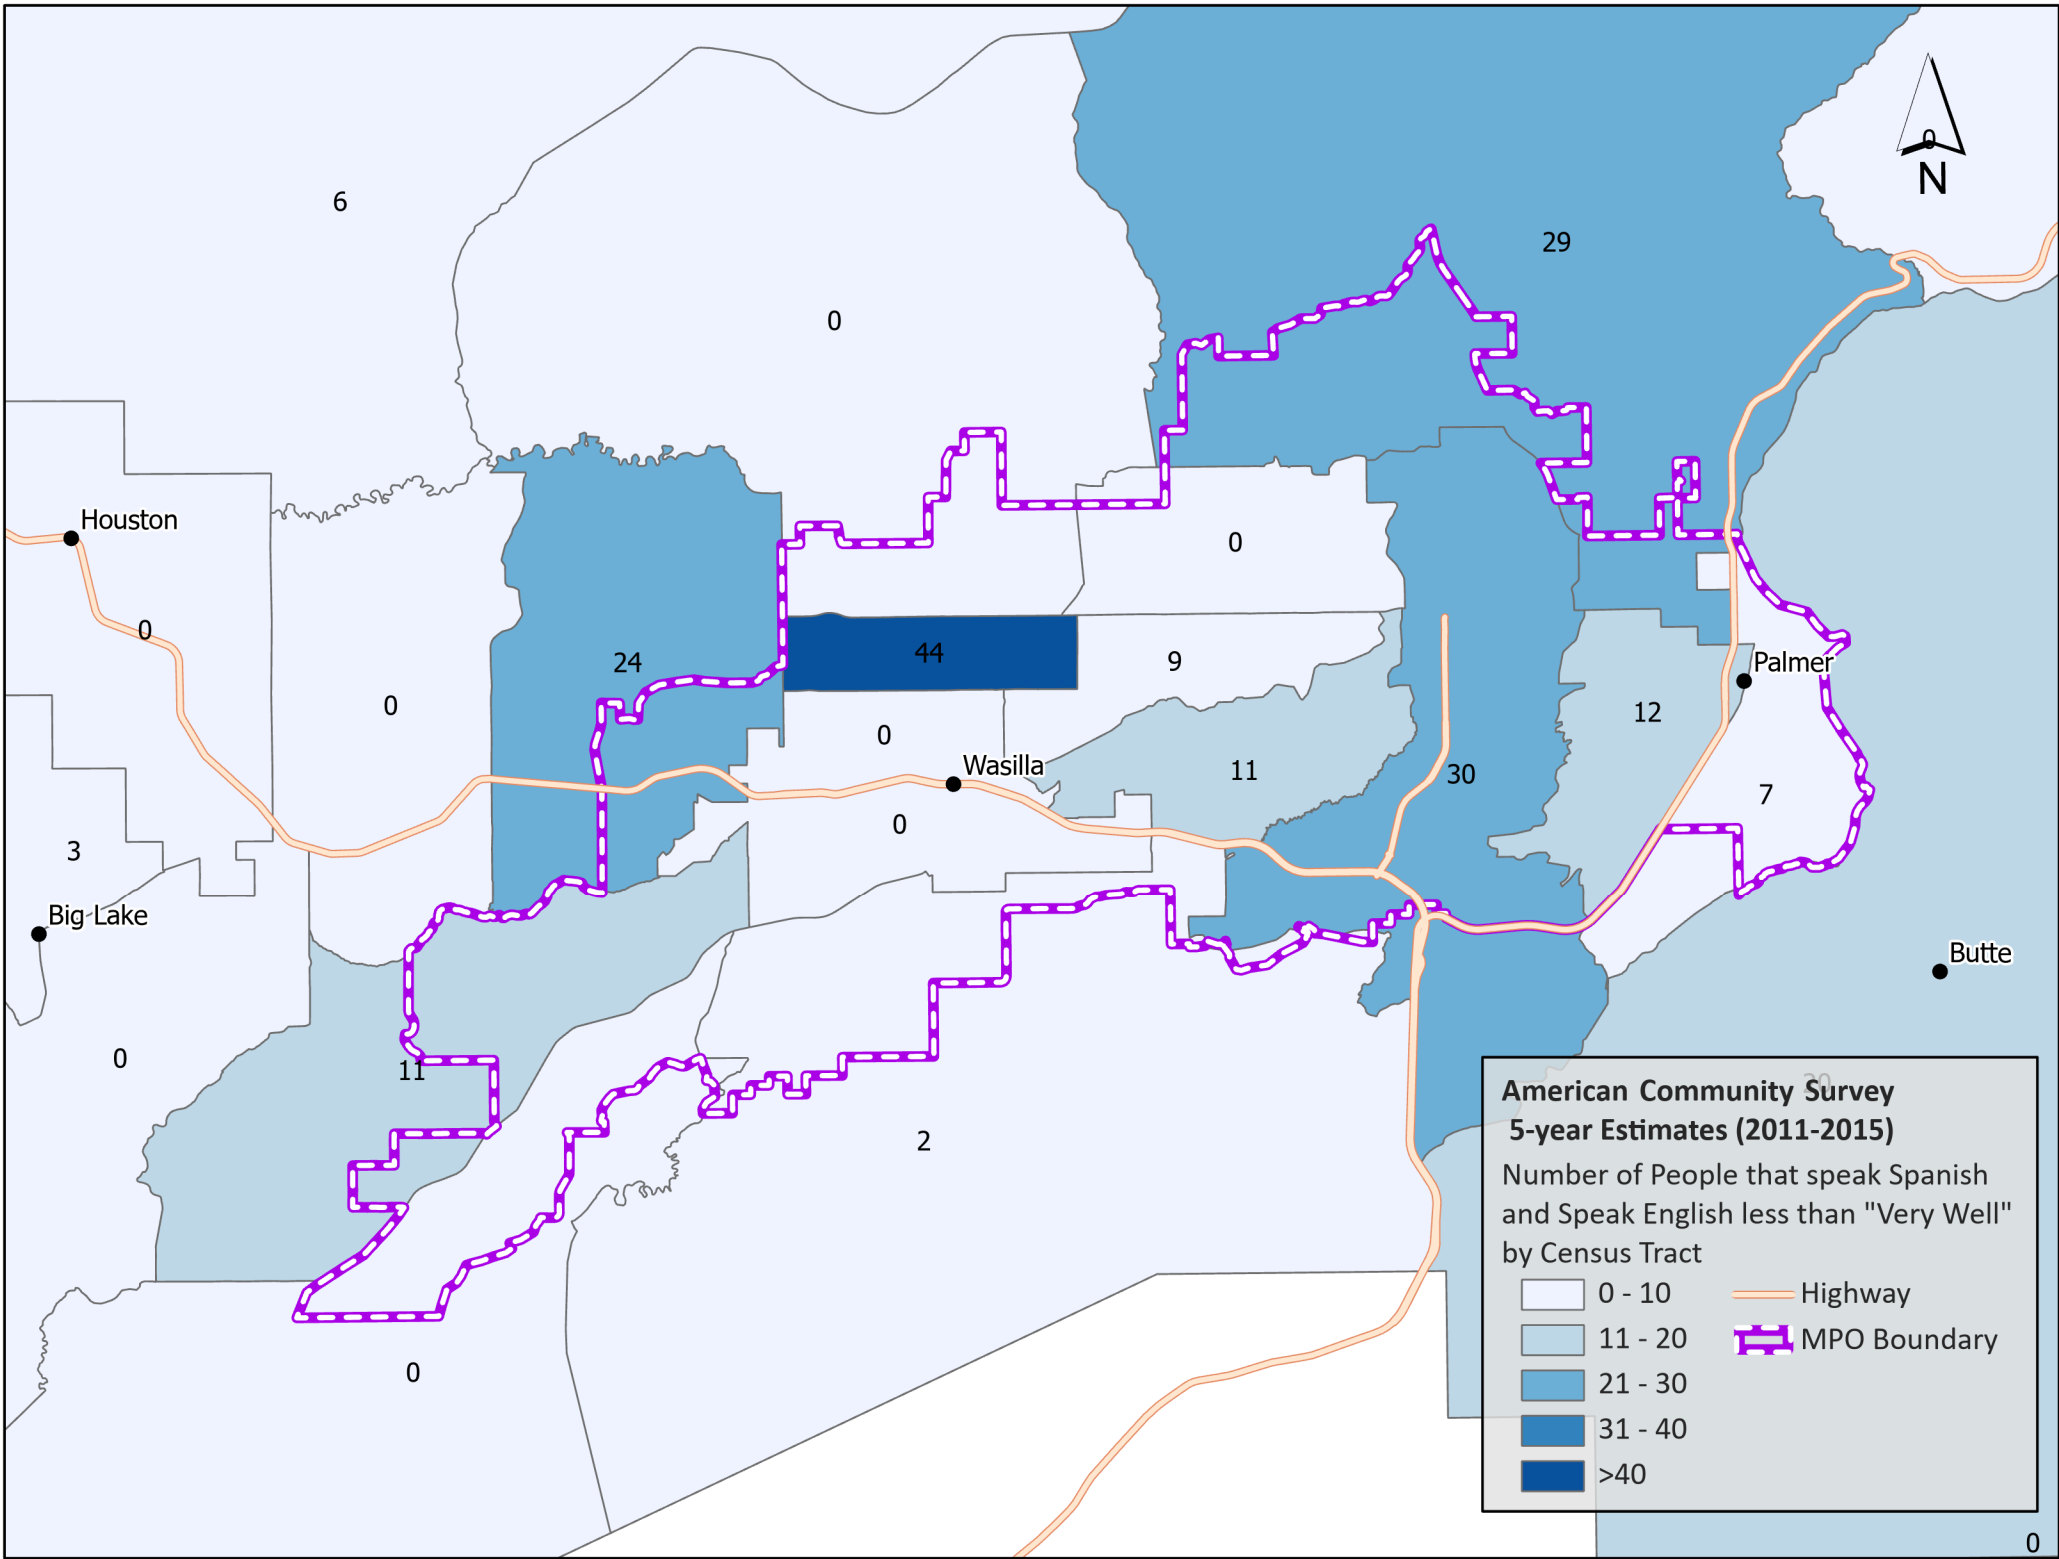 0
N
6
29
0
Houston
0
0
44
9
24
Palmer
0
12
0
Wasilla
11
30
7
0
3
Big Lake
Butte
0
11
20
2
0
American Community Survey
5-year Estimates (2011-2015)
Number of People that speak Spanish
and Speak English less than "Very Well"
by Census Tract
0 - 10
Highway
11 - 20
MPO Boundary
21 - 30
31 - 40
>40
0